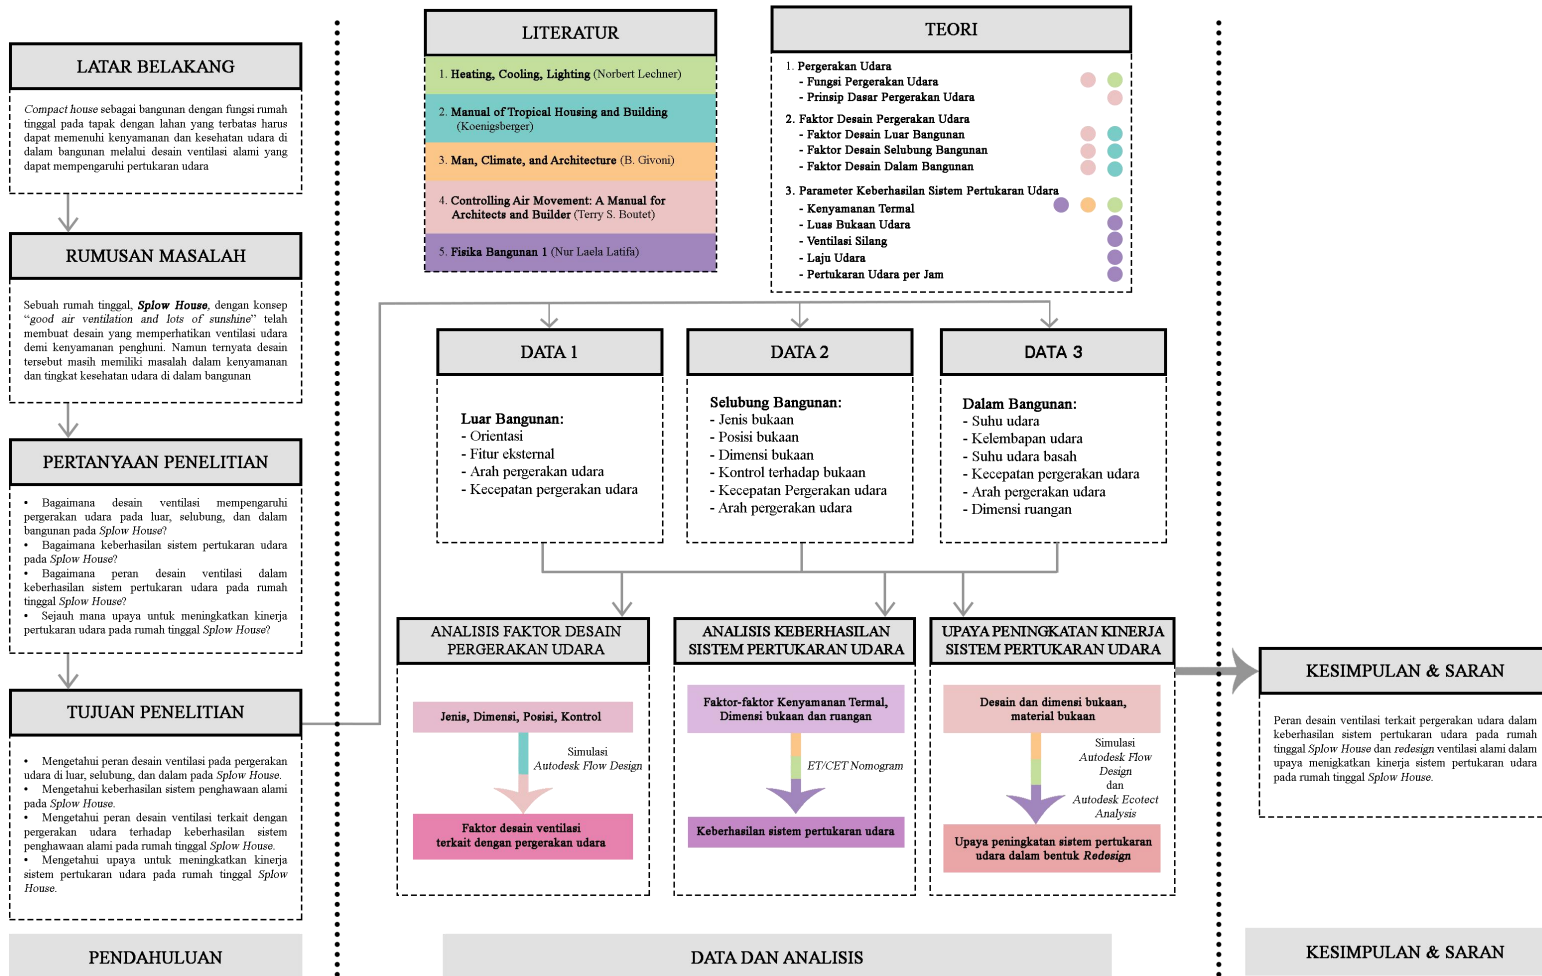 LATAR BELAKANG
Compact house sebagai bangunan dengan fungsi rumah
tinggal pada tapak dengan lahan yang terbatas harus
dapat memenuhi kenyamanan dan kesehatan udara di
dalam bangunan melalui desain ventilasi alami yang
dapat mempengaruhi pertukaran udara
RUMUSAN MASALAH
Sebuah rumah tinggal, Splow House, dengan konsep
“good air ventilation and lots of sunshine” telah
membuat desain yang memperhatikan ventilasi udara
demi kenyamanan penghuni. Namun ternyata desain
tersebut masih memiliki masalah dalam kenyamanan
dan tingkat kesehatan udara di dalam bangunan
PERTANYAAN PENELITIAN
• Bagaimana desain ventilasi mempengaruhi
pergerakan udara pada luar, selubung, dan dalam
bangunan pada Splow House?
• Bagaimana keberhasilan sistem pertukaran udara
pada Splow House?
• Bagaimana peran desain ventilasi dalam
keberhasilan sistem pertukaran udara pada rumah
tinggal Splow House?
• Sejauh mana upaya untuk meningkatkan kinerja
pertukaran udara pada rumah tinggal Splow House?
TUJUAN PENELITIAN
• Mengetahui peran desain ventilasi pada pergerakan
udara di luar, selubung, dan dalam pada Splow House.
• Mengetahui keberhasilan sistem penghawaan alami
pada Splow House.
• Mengetahui peran desain ventilasi terkait dengan
pergerakan udara terhadap keberhasilan sistem
penghawaan alami pada rumah tinggal Splow House.
• Mengetahui upaya untuk meningkatkan kinerja
sistem pertukaran udara pada rumah tinggal Splow
House.
PENDAHULUAN
LITERATUR
1. Heating, Cooling, Lighting (Norbert Lechner)
2. Manual of Tropical Housing and Building
(Koenigsberger)
3. Man, Climate, and Architecture (B. Givoni)
4. Controlling Air Movement: A Manual for
Architects and Builder (Terry S. Boutet)
5. Fisika Bangunan 1 (Nur Laela Latifa)
TEORI
1. Pergerakan Udara
- Fungsi Pergerakan Udara
- Prinsip Dasar Pergerakan Udara
2. Faktor Desain Pergerakan Udara
- Faktor Desain Luar Bangunan
- Faktor Desain Selubung Bangunan
- Faktor Desain Dalam Bangunan
3. Parameter Keberhasilan Sistem Pertukaran Udara
- Kenyamanan Termal
- Luas Bukaan Udara
- Ventilasi Silang
- Laju Udara
- Pertukaran Udara per Jam
DATA 1
Luar Bangunan:
- Orientasi
- Fitur eksternal
- Arah pergerakan udara
- Kecepatan pergerakan udara
DATA 2
Selubung Bangunan:
- Jenis bukaan
- Posisi bukaan
- Dimensi bukaan
- Kontrol terhadap bukaan
- Kecepatan Pergerakan udara
- Arah pergerakan udara
DATA 3
Dalam Bangunan:
- Suhu udara
- Kelembapan udara
- Suhu udara basah
- Kecepatan pergerakan udara
- Arah pergerakan udara
- Dimensi ruangan
ANALISIS FAKTOR DESAIN
PERGERAKAN UDARA
Jenis, Dimensi, Posisi, Kontrol
Simulasi
Autodesk Flow Design
Faktor desain ventilasi
terkait dengan pergerakan udara
ANALISIS KEBERHASILAN
SISTEM PERTUKARAN UDARA
Faktor-faktor Kenyamanan Termal,
Dimensi bukaan dan ruangan
ET/CET Nomogram
Keberhasilan sistem pertukaran udara
UPAYA PENINGKATAN KINERJA
SISTEM PERTUKARAN UDARA
Desain dan dimensi bukaan,
material bukaan
Simulasi
Autodesk Flow
Design
dan
Autodesk Ecotect
Analysis
Upaya peningkatan sistem pertukaran
udara dalam bentuk Redesign
DATA DAN ANALISIS
KESIMPULAN & SARAN
Peran desain ventilasi terkait pergerakan udara dalam
keberhasilan sistem pertukaran udara pada rumah
tinggal Splow House dan redesign ventilasi alami dalam
upaya menigkatkan kinerja sistem pertukaran udara
pada rumah tinggal Splow House.
KESIMPULAN & SARAN